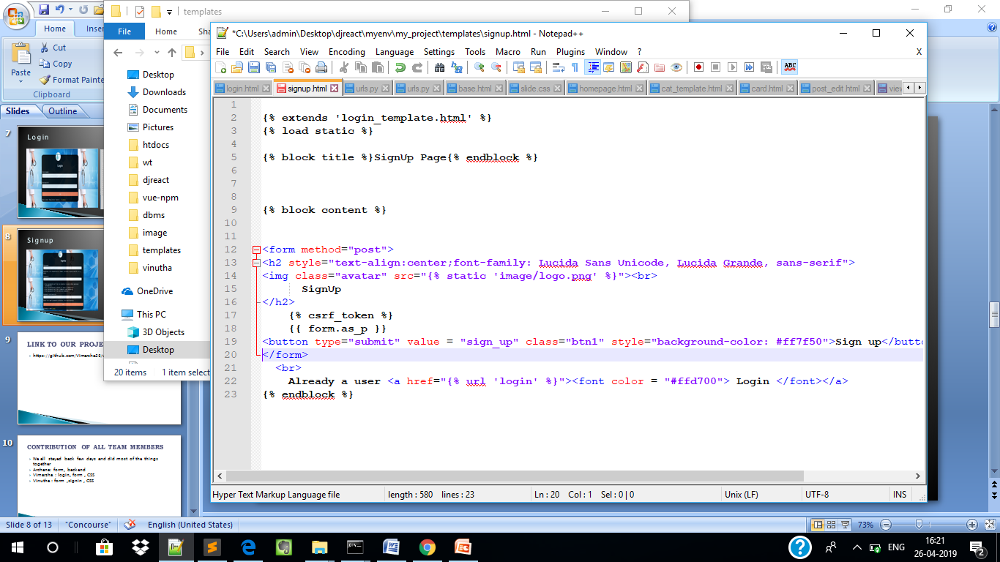 templates
Home
Inser
File
Home
Sha
*C:\Users\admin\Desktop\djreact\myenv\my_project\templates\signup.html - Notepad++
File Edit Search View Encoding Language Settings Tools Macro Run Plugins Window ? X
Paste
Cut
Copy
Format Painte
Clipboard
Slides
Outline
Desktop
Downloads
Documents
Pictures
htdocs
wt
djreact
vue-npm
dbms
image
templates
vinutha
OneDrive
This PC
3D Objects
Desktop
20 items 1 item select
login.html signup.html urls.py urls.py base.html slide.css homepage.html cat_template.html card.html post_edit.html view
1
2 {% extends 'login_template.html' %}
3 {% load static %}
4
5 {% block title %}SignUp Page{% endblock %}
6
7
8
9 {% block content %}
10
11
12 <form method="post">
13 <h2 style="text-align:center;font-family: Lucida Sans Unicode, Lucida Grande, sans-serif">
14 <img class="avatar" src="{% static 'image/logo.png' %}"><br>
15 SignUp
16 </h2>
17 {% csrf_token %}
18 {{ form.as_p }}
19 <button type="submit" value = "sign_up" class="btn1" style="background-color: #ff7f50">Sign up</butto
20 </form>
21 <br>
22 Already a user <a href="{% url 'login' %}"><font color = "#ffd700"> Login </font></a>
23 {% endblock %}
Hyper Text Markup Language file length : 580 lines : 23 Ln : 20 Col : 1 Sel : 0 | 0 Unix (LF) UTF-8 INS
7
Login
8
Signup
9
LINK TO OUR PROJE
10
CONTRIBUTION OF ALL TEAM MEMBERS
We all stayed back few days and did most of the things
together
Archana: form, backend
Vimarsha : login, form , CSS
Vinutha : form ,signin , CSS
Slide 8 of 13 "Concourse" English (United States) 73%
ENG
16:21
26-04-2019
2